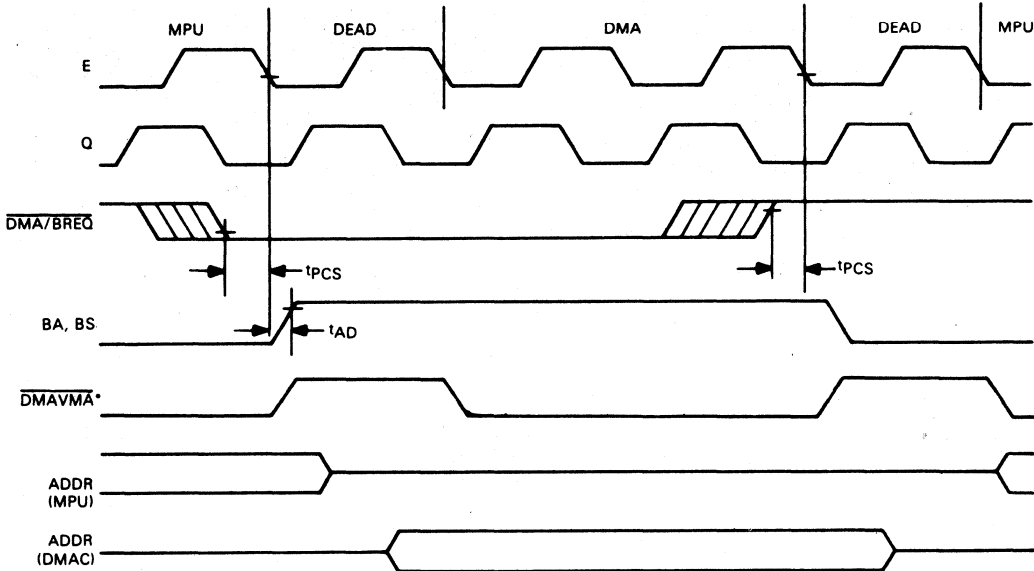 MPU DEAD DMA DEAD MPU
E
Q
DMA/BREQ
tPCS tPCS
BA, BS
tAD
DMAVMA*
ADDR
(MPU)
ADDR
(DMAC)